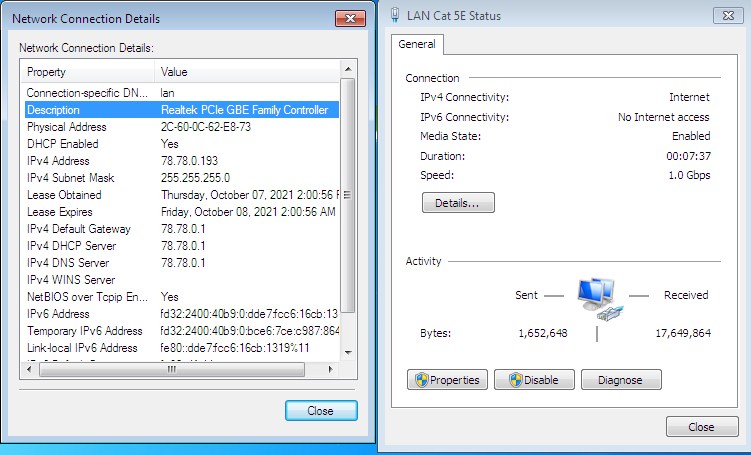 Network Connection Details
Network Connection Details:
Property Value
Connection-specific DN... lan
Description Realtek PCIe GBE Family Controller
Physical Address 2C-60-0C-62-E8-73
DHCP Enabled Yes
IPv4 Address 78.78.0.193
IPv4 Subnet Mask 255.255.255.0
Lease Obtained Thursday, October 07, 2021 2:00:56 P
Lease Expires Friday, October 08, 2021 2:00:56 AM
IPv4 Default Gateway 78.78.0.1
IPv4 DHCP Server 78.78.0.1
IPv4 DNS Server 78.78.0.1
IPv4 WINS Server
NetBIOS over Tcpip En... Yes
IPv6 Address fd32:2400:40b9:0:dde7:fcc6:16cb:13
Temporary IPv6 Address fd32:2400:40b9:0:bce6:7ce:c987:864
Link-local IPv6 Address fe80::dde7:fcc6:16cb:1319%11
Close
LAN Cat 5E Status
General
Connection
IPv4 Connectivity: Internet
IPv6 Connectivity: No Internet access
Media State: Enabled
Duration: 00:07:37
Speed: 1.0 Gbps
Details...
Activity
Sent — — Received
Bytes: 1,652,648 | 17,649,864
Properties Disable Diagnose
Close